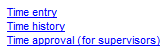 Time entry
Time history
Time approval (for supervisors)